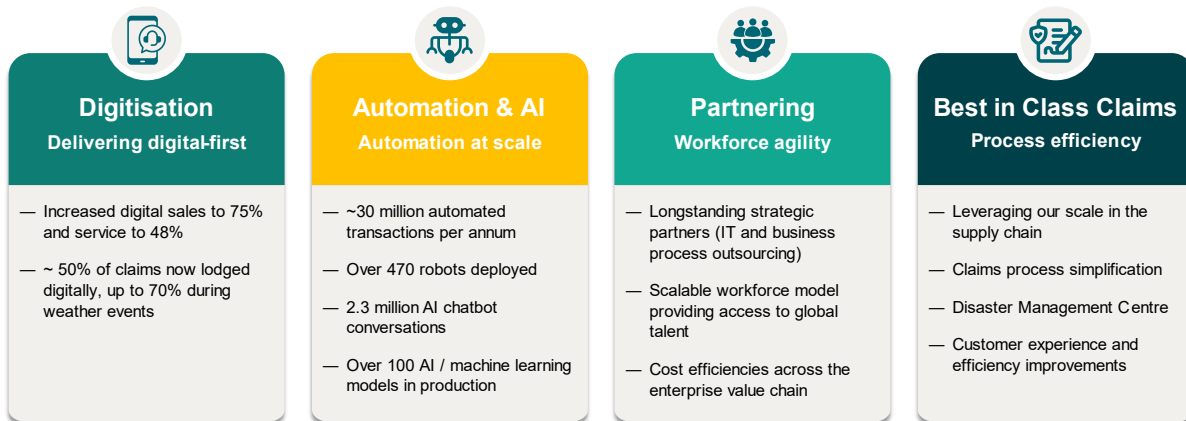 Digitisation
Delivering digital-first
— Increased digital sales to 75%
and service to 48%
— ~ 50% of claims now lodged
digitally, up to 70% during
weather events
Automation & AI
Automation at scale
— ~30 million automated
transactions per annum
— Over 470 robots deployed
— 2.3 million AI chatbot
conversations
— Over 100 AI / machine learning
models in production
Partnering
Workforce agility
— Longstanding strategic
partners (IT and business
process outsourcing)
— Scalable workforce model
providing access to global
talent
— Cost efficiencies across the
enterprise value chain
Best in Class Claims
Process efficiency
— Leveraging our scale in the
supply chain
— Claims process simplification
— Disaster Management Centre
— Customer experience and
efficiency improvements